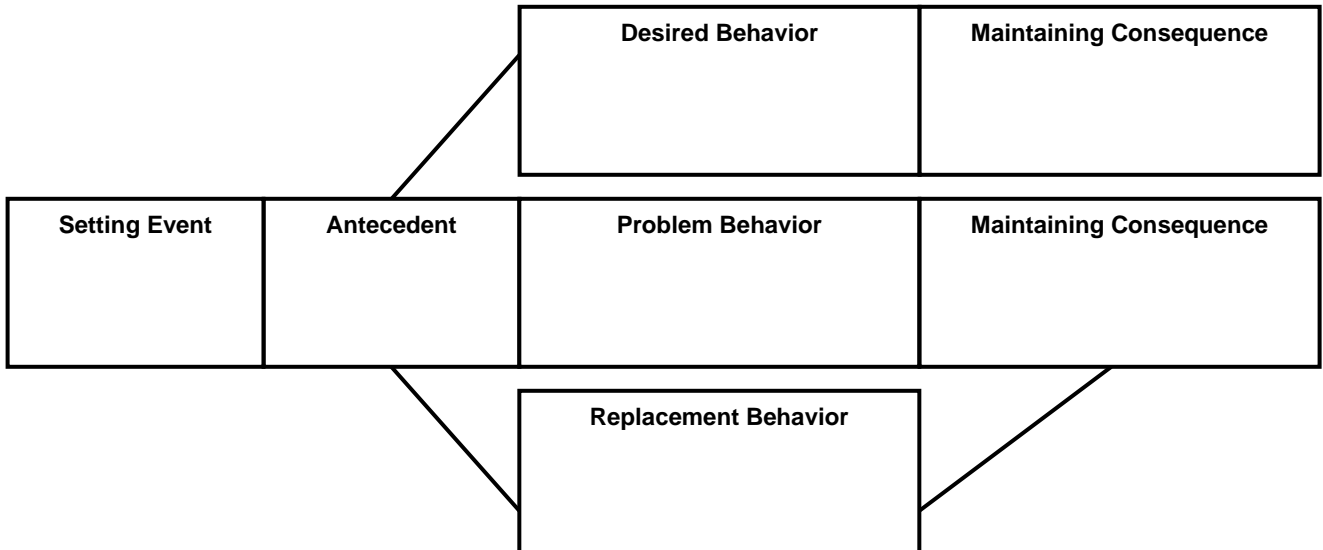 Desired Behavior
Maintaining Consequence
Setting Event
Antecedent
Problem Behavior
Maintaining Consequence
Replacement Behavior